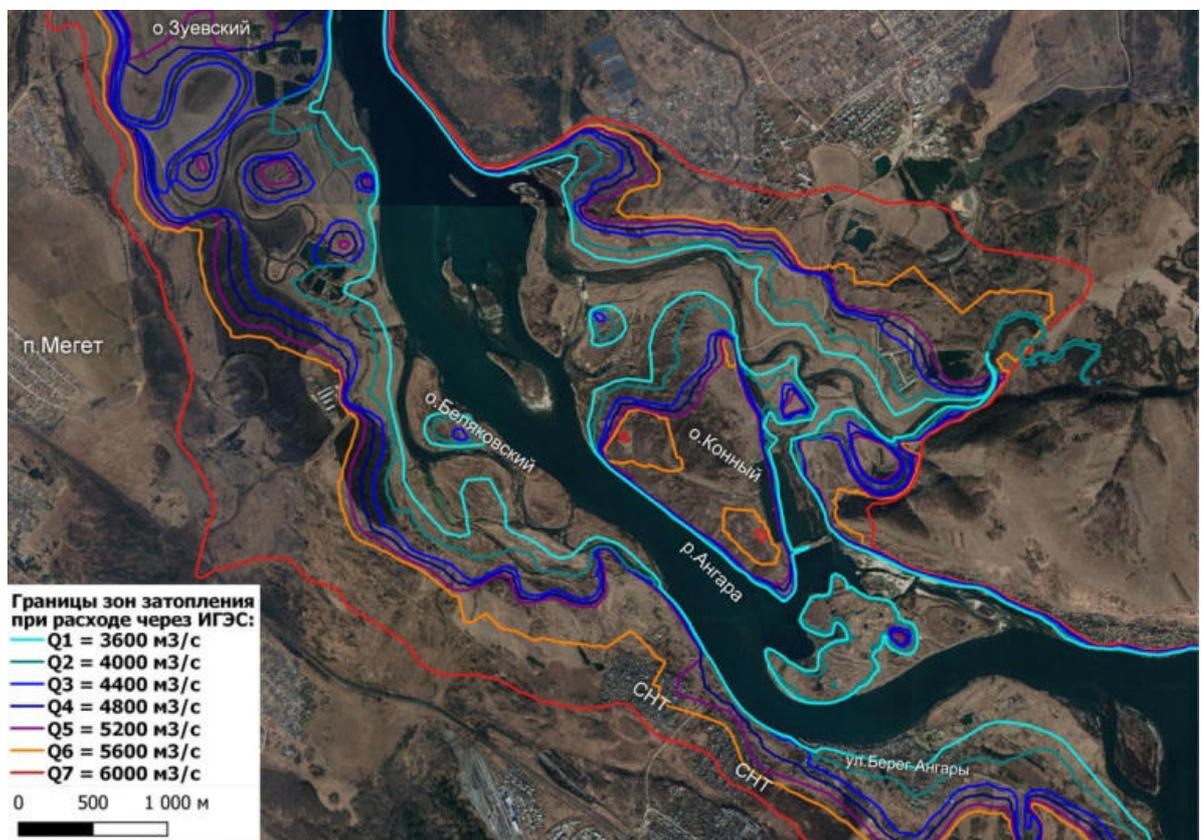 о.Зуевский
п.Мегет
о.Беляковский
о.Конный
р.Ангара
СНТ
СНТ
ул.Берег Ангары
Границы зон затопления
при расходе через ИГЭС:
Q1 = 3600 м3/с
Q2 = 4000 м3/с
Q3 = 4400 м3/с
Q4 = 4800 м3/с
Q5 = 5200 м3/с
Q6 = 5600 м3/с
Q7 = 6000 м3/с
0 500 1 000 м